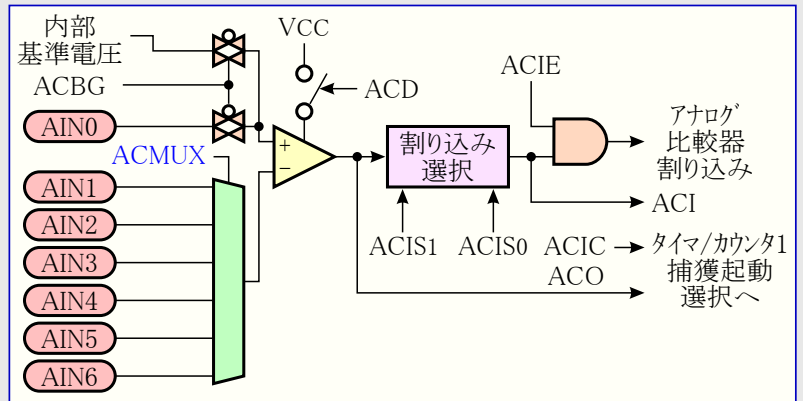 内部
基準電圧
ACBG
AIN0
ACMUX
AIN1
AIN2
AIN3
AIN4
AIN5
AIN6
VCC
ACD
+
−
割り込み
選択
ACIS1
ACIS0
ACIE
アナログ
比較器
割り込み
ACI
ACIC
タイマ/カウンタ1
捕獲起動
選択へ
ACO